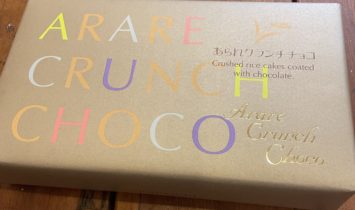 ARARE
CRUNCH
CHOCO
あられクランチチョコ
Crushed rice cakes coated
with chocolate.
Arare
Crunch
Choco